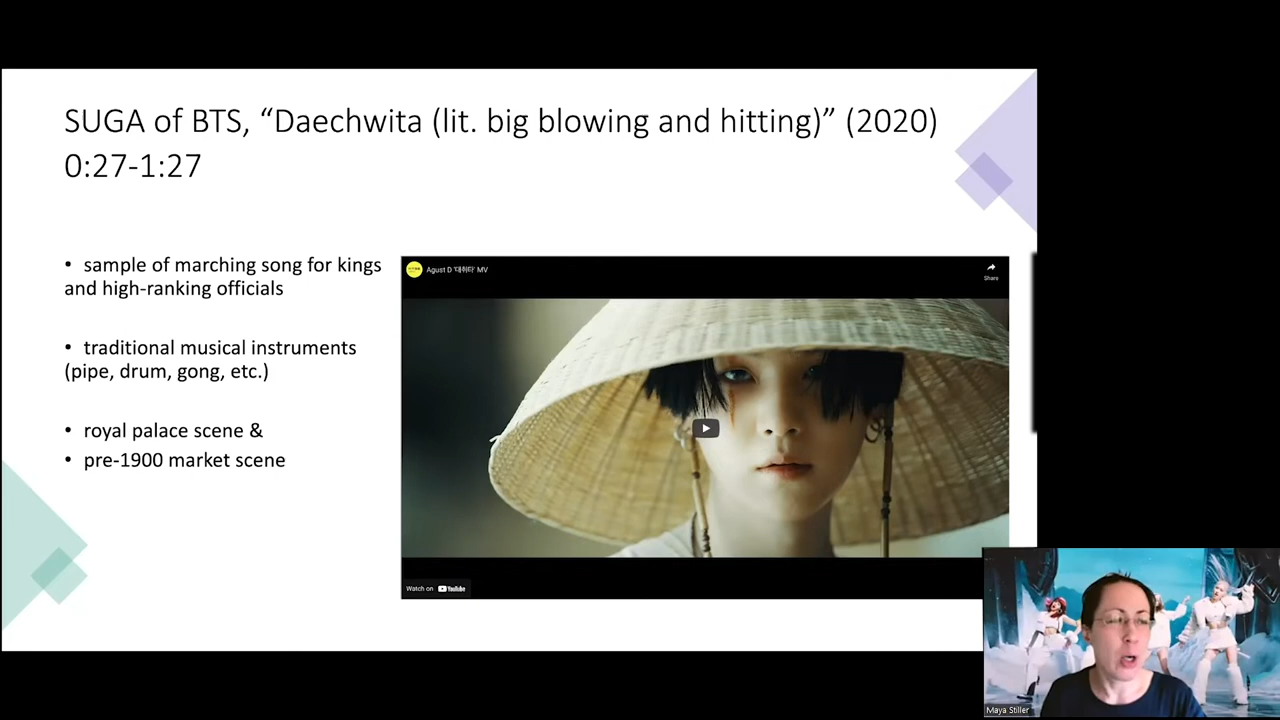 SUGA of BTS, “Daechwita (lit. big blowing and hitting)” (2020)
0:27-1:27
• sample of marching song for kings
and high-ranking officials
• traditional musical instruments
(pipe, drum, gong, etc.)
• royal palace scene &
• pre-1900 market scene
Agust D '대취타' MV
Share
Watch on YouTube
Maya Stiller